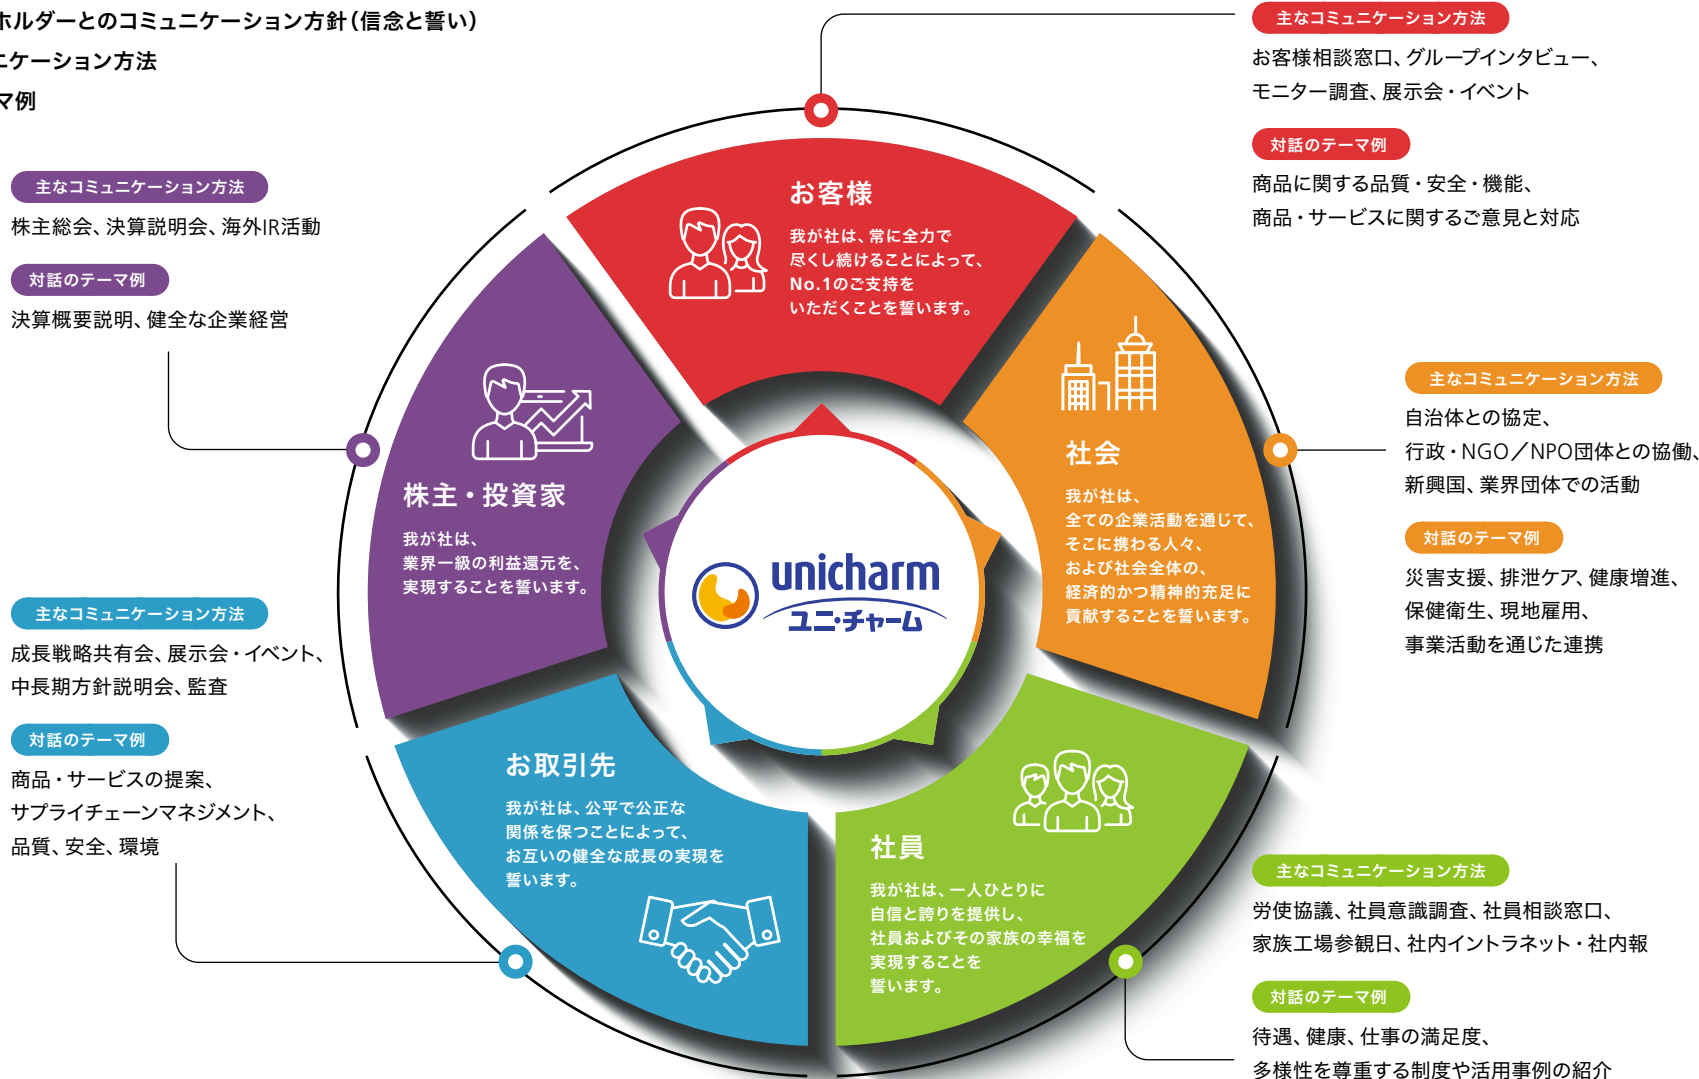 ホルダーとのコミュニケーション方針（信念と誓い）
ニケーション方法
マ例
主なコミュニケーション方法
お客様相談窓口、グループインタビュー、
モニター調査、展示会・イベント
対話のテーマ例
商品に関する品質・安全・機能、
商品・サービスに関するご意見と対応
主なコミュニケーション方法
株主総会、決算説明会、海外IR活動
対話のテーマ例
決算概要説明、健全な企業経営
お客様
我が社は、常に全力で
尽くし続けることによって、
No.1のご支持を
いただくことを誓います。
社会
我が社は、
全ての企業活動を通じて、
そこに携わる人々、
および社会全体の、
経済的かつ精神的充足に
貢献することを誓います。
主なコミュニケーション方法
自治体との協定、
行政・NGO／NPO団体との協働、
新興国、業界団体での活動
対話のテーマ例
災害支援、排泄ケア、健康増進、
保健衛生、現地雇用、
事業活動を通じた連携
株主・投資家
我が社は、
業界一級の利益還元を、
実現することを誓います。
unicharm
ユニ・チャーム
主なコミュニケーション方法
成長戦略共有会、展示会・イベント、
中長期方針説明会、監査
対話のテーマ例
商品・サービスの提案、
サプライチェーンマネジメント、
品質、安全、環境
お取引先
我が社は、公平で公正な
関係を保つことによって、
お互いの健全な成長の実現を
誓います。
社員
我が社は、一人ひとりに
自信と誇りを提供し、
社員およびその家族の幸福を
実現することを
誓います。
主なコミュニケーション方法
労使協議、社員意識調査、社員相談窓口、
家族工場参観日、社内イントラネット・社内報
対話のテーマ例
待遇、健康、仕事の満足度、
多様性を尊重する制度や活用事例の紹介